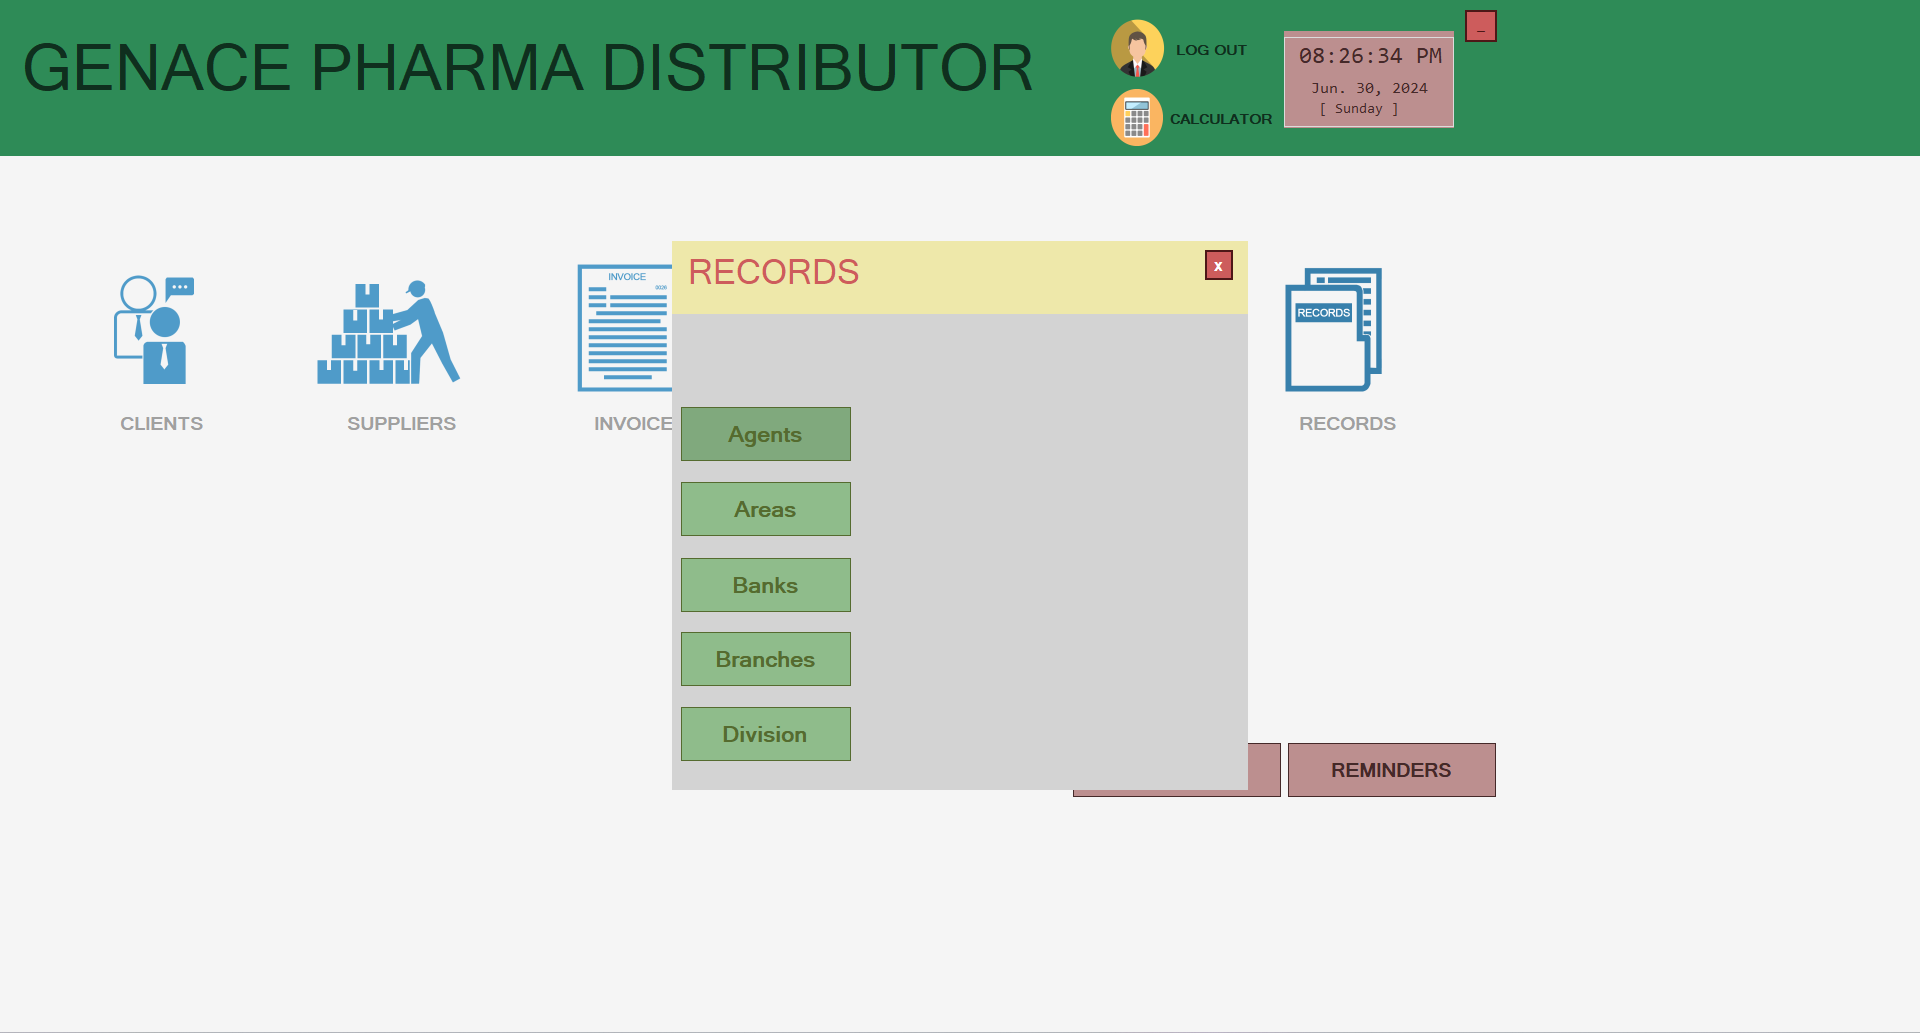 GENACE PHARMA DISTRIBUTOR
LOG OUT
CALCULATOR
08:26:34 PM
Jun. 30, 2024
[ Sunday ]
_
INVOICE
0026
RECORDS
x
RECORDS
CLIENTS
SUPPLIERS
INVOICE
RECORDS
Agents
Areas
Banks
Branches
Division
REMINDERS